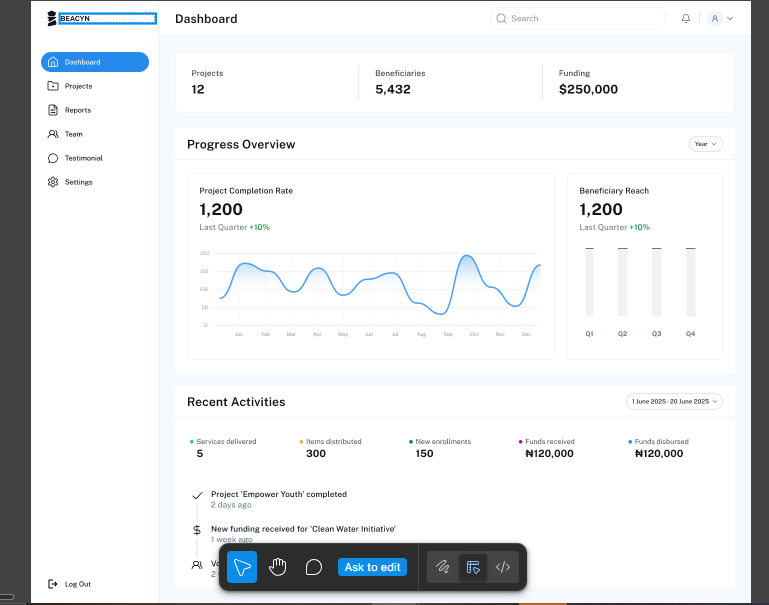 BEACYN
Dashboard
Search
Dashboard
Projects
Reports
Team
Testimonial
Settings
Log Out
Projects
12
Beneficiaries
5,432
Funding
$250,000
Progress Overview
Year
Project Completion Rate
1,200
Last Quarter +10%
200
150
100
50
0
Jan Feb Mar Apr May Jun Jul Aug Sep Oct Nov Dec
Beneficiary Reach
1,200
Last Quarter +10%
Q1 Q2 Q3 Q4
Recent Activities
1 June 2025 - 20 June 2025
Services delivered
5
Items distributed
300
New enrollments
150
Funds received
₦120,000
Funds disbursed
₦120,000
Project 'Empower Youth' completed
2 days ago
New funding received for 'Clean Water Initiative'
1 week ago
2
Ask to edit